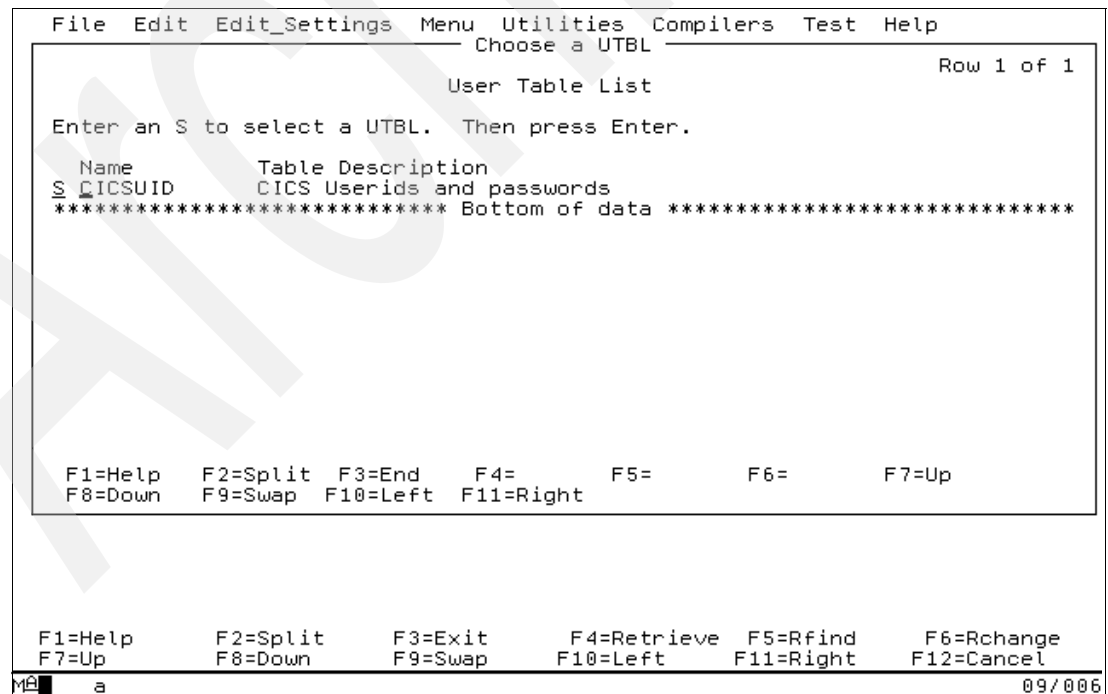 File Edit Edit_Settings Menu Utilities Compilers Test Help
Choose a UTBL
Row 1 of 1
User Table List
Enter an S to select a UTBL. Then press Enter.
Name Table Description
S CICSUID CICS Userids and passwords
***************************** Bottom of data ******************************
F1=Help F2=Split F3=End F4= F5= F6= F7=Up
F8=Down F9=Swap F10=Left F11=Right
F1=Help F2=Split F3=Exit F4=Retrieve F5=Rfind F6=Rchange
F7=Up F8=Down F9=Swap F10=Left F11=Right F12=Cancel
MA a 09/006